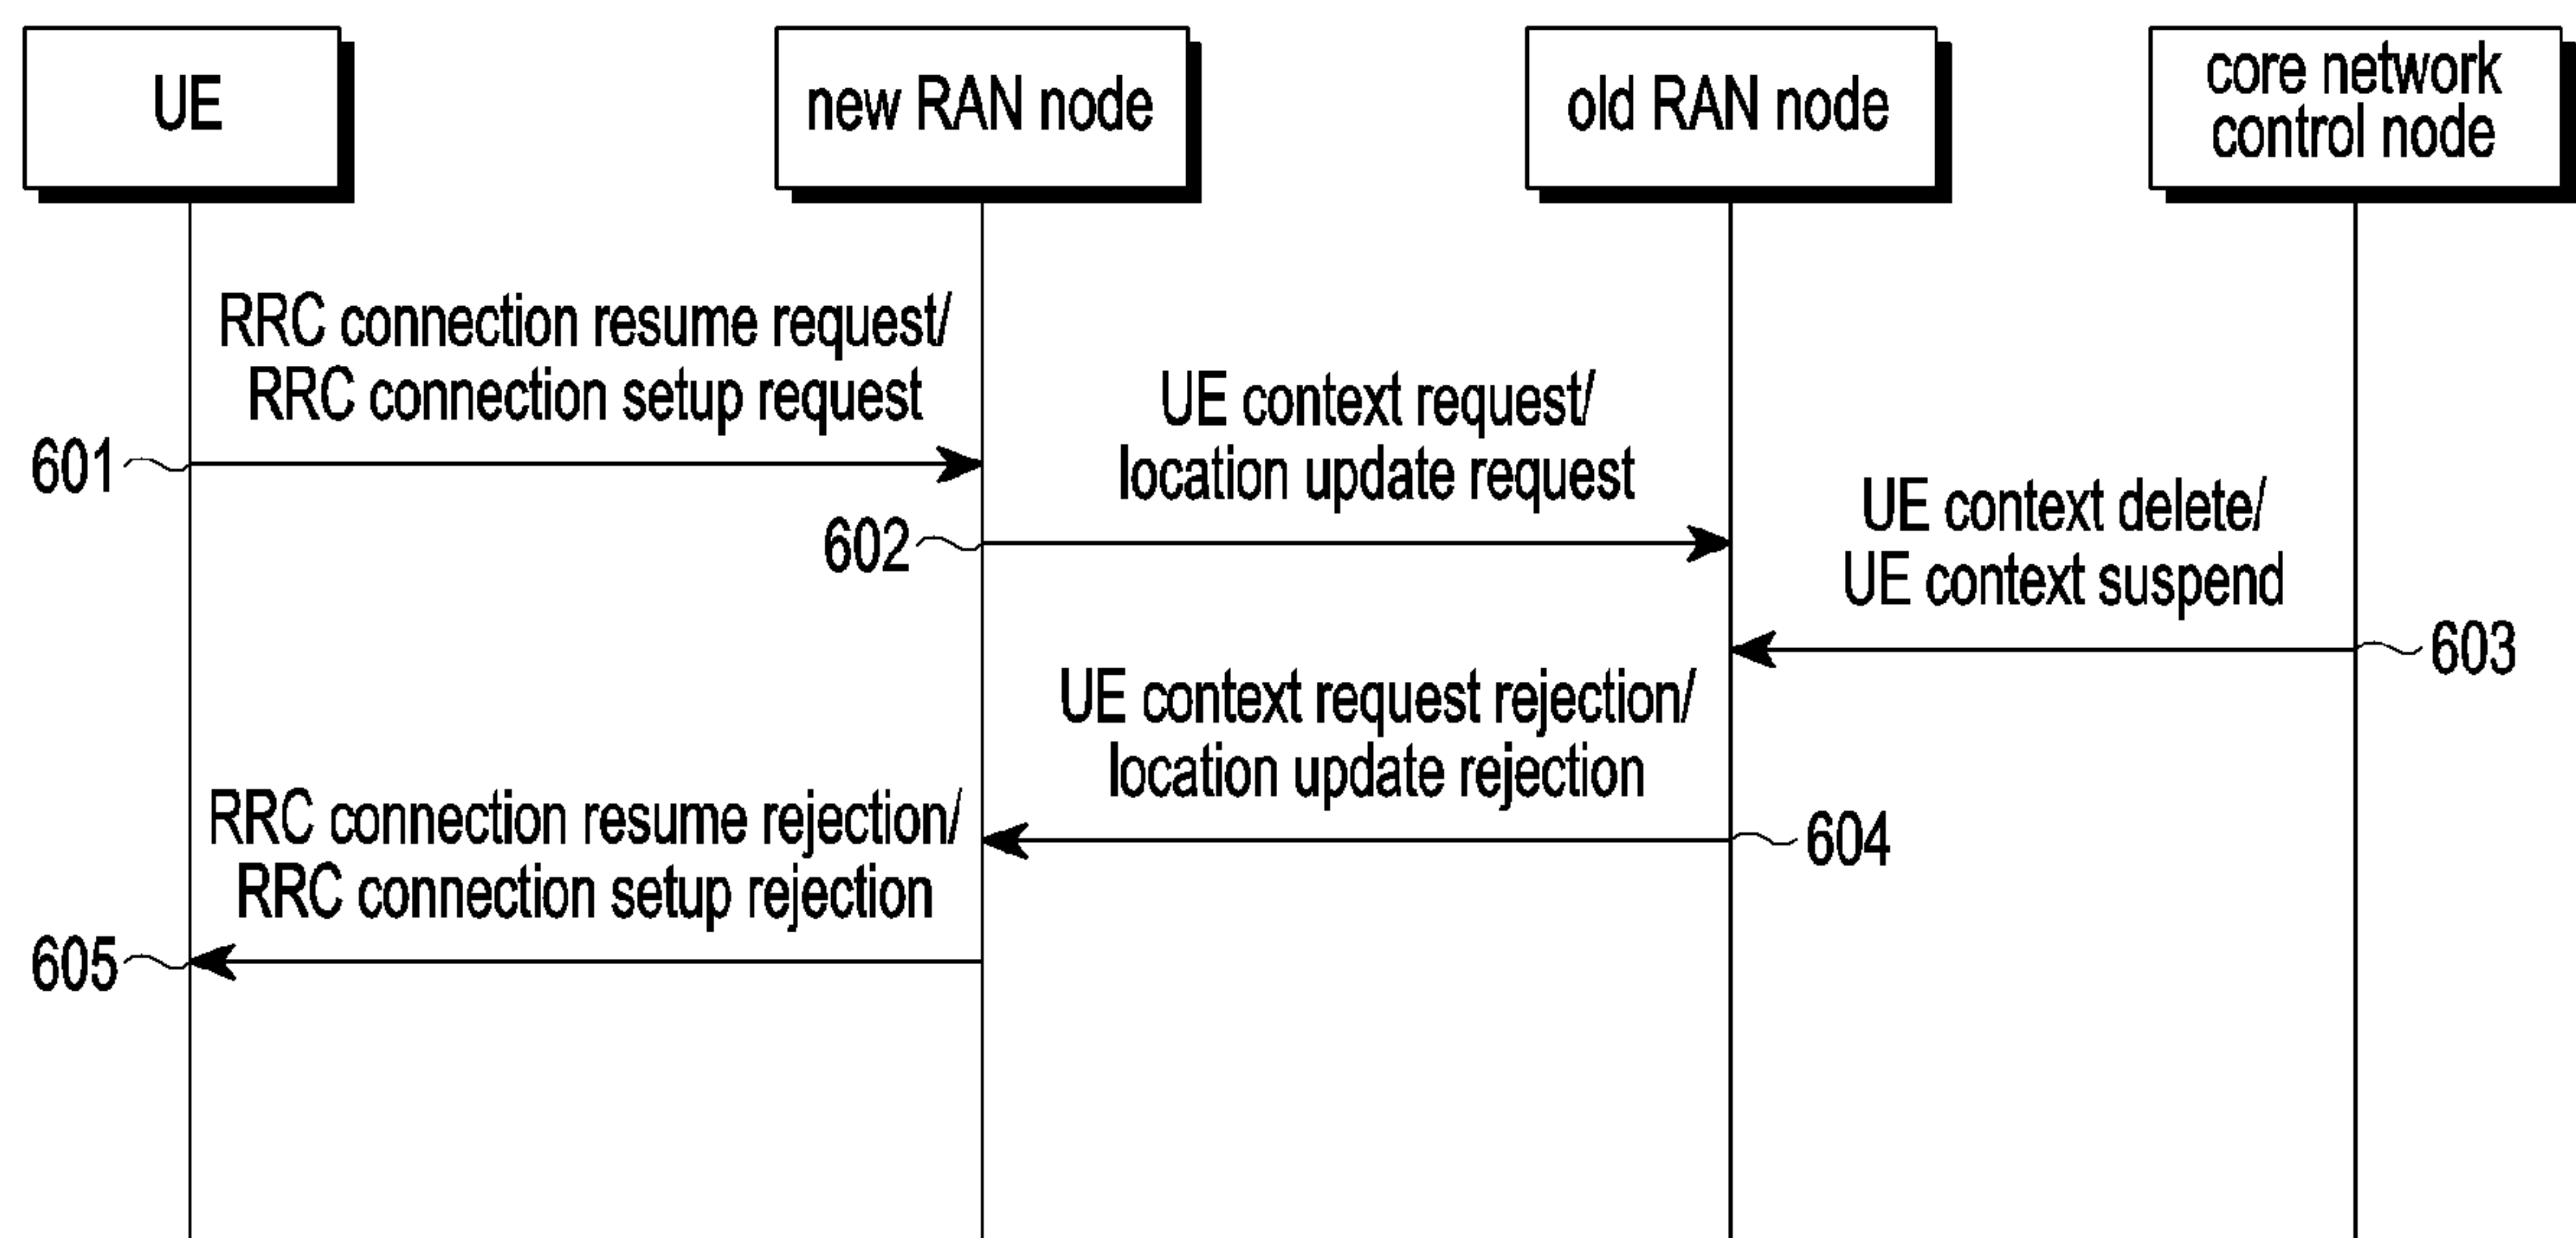 UE
new RAN node
old RAN node
core network
control node
RRC connection resume request/
RRC connection setup request
601
UE context request/
location update request
602
UE context delete/
UE context suspend
603
UE context request rejection/
location update rejection
604
RRC connection resume rejection/
RRC connection setup rejection
605